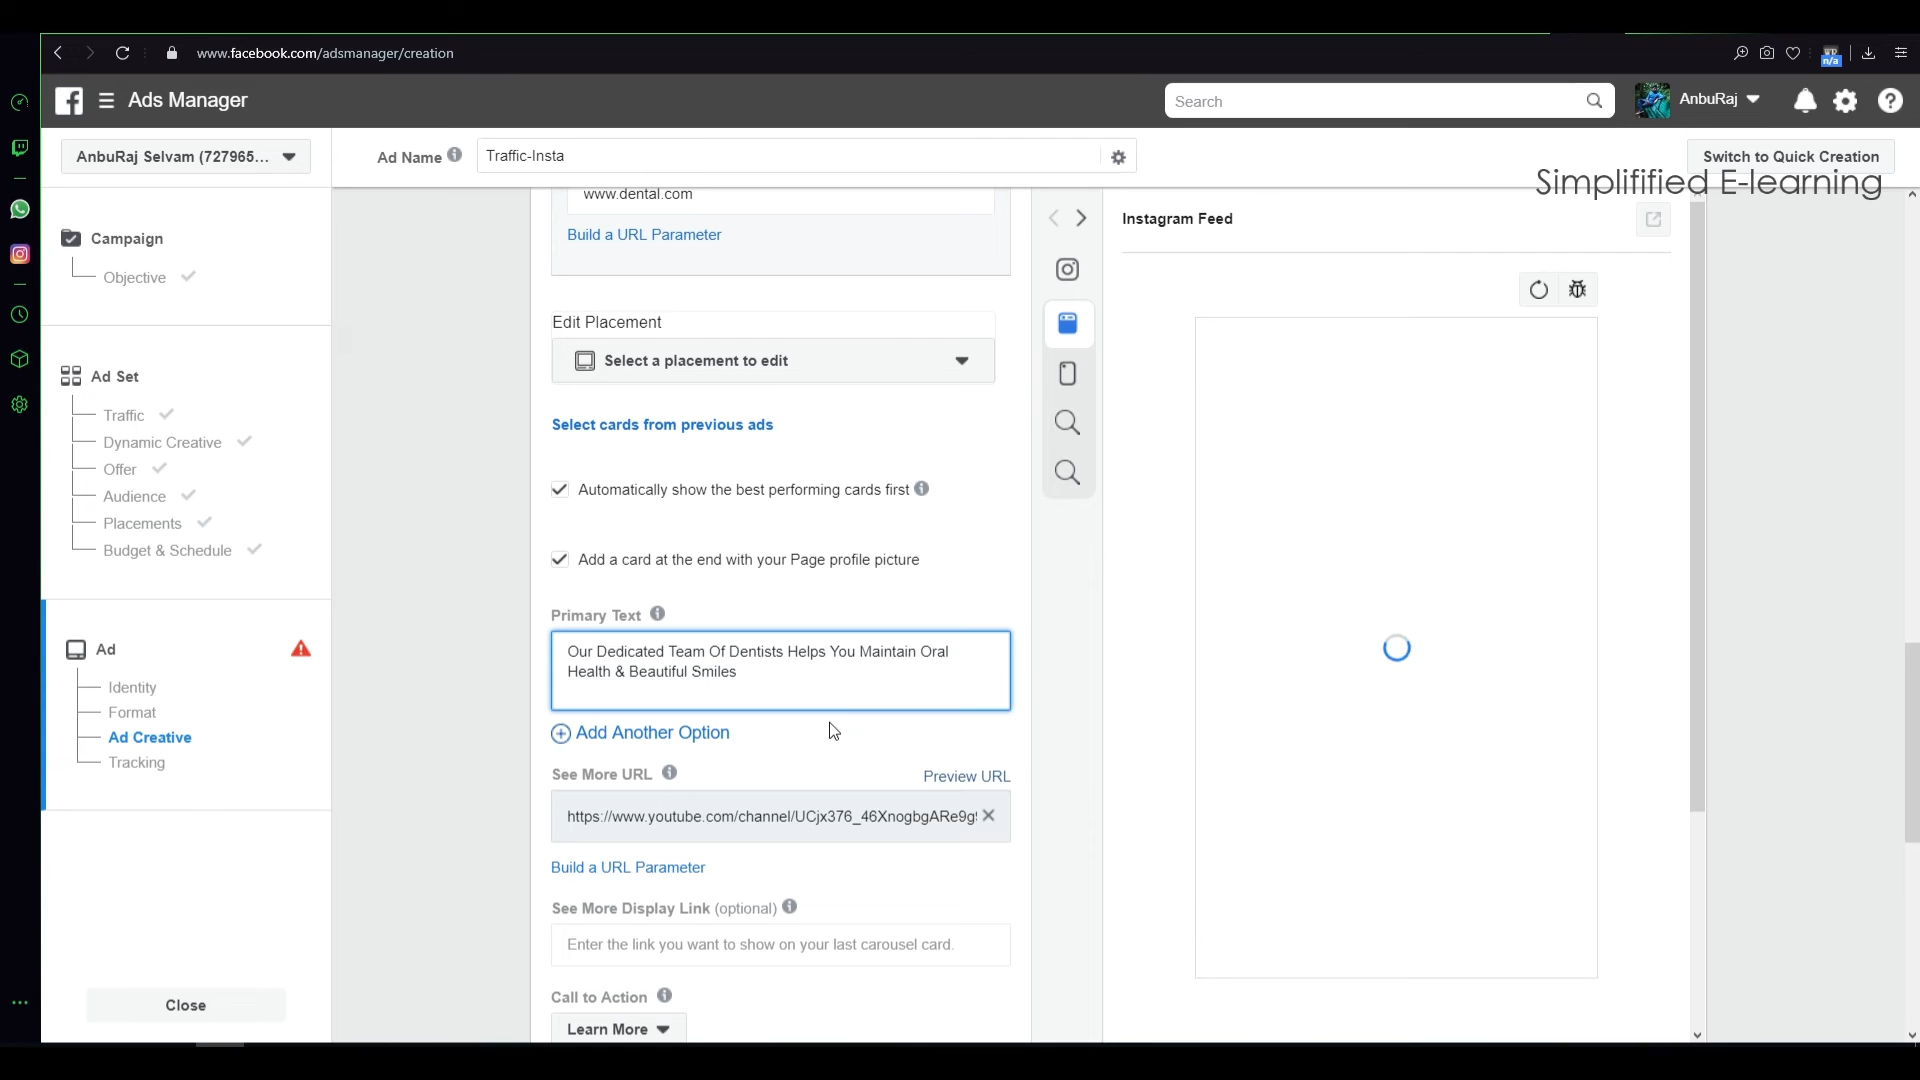 www.facebook.com/adsmanager/creation
n/a
Ads Manager
Search
AnbuRaj
AnbuRaj Selvam (727965...
Ad Name
Traffic-Insta
Switch to Quick Creation
Simplifified E-learning
Campaign
Objective
Ad Set
Traffic
Dynamic Creative
Offer
Audience
Placements
Budget & Schedule
Ad
Identity
Format
Ad Creative
Tracking
Close
www.dental.com
Build a URL Parameter
Edit Placement
Select a placement to edit
Select cards from previous ads
Automatically show the best performing cards first
Add a card at the end with your Page profile picture
Primary Text
Our Dedicated Team Of Dentists Helps You Maintain Oral
Health & Beautiful Smiles
Add Another Option
See More URL
Preview URL
https://www.youtube.com/channel/UCjx376_46XnogbgARe9g
Build a URL Parameter
See More Display Link (optional)
Enter the link you want to show on your last carousel card.
Call to Action
Learn More
Instagram Feed